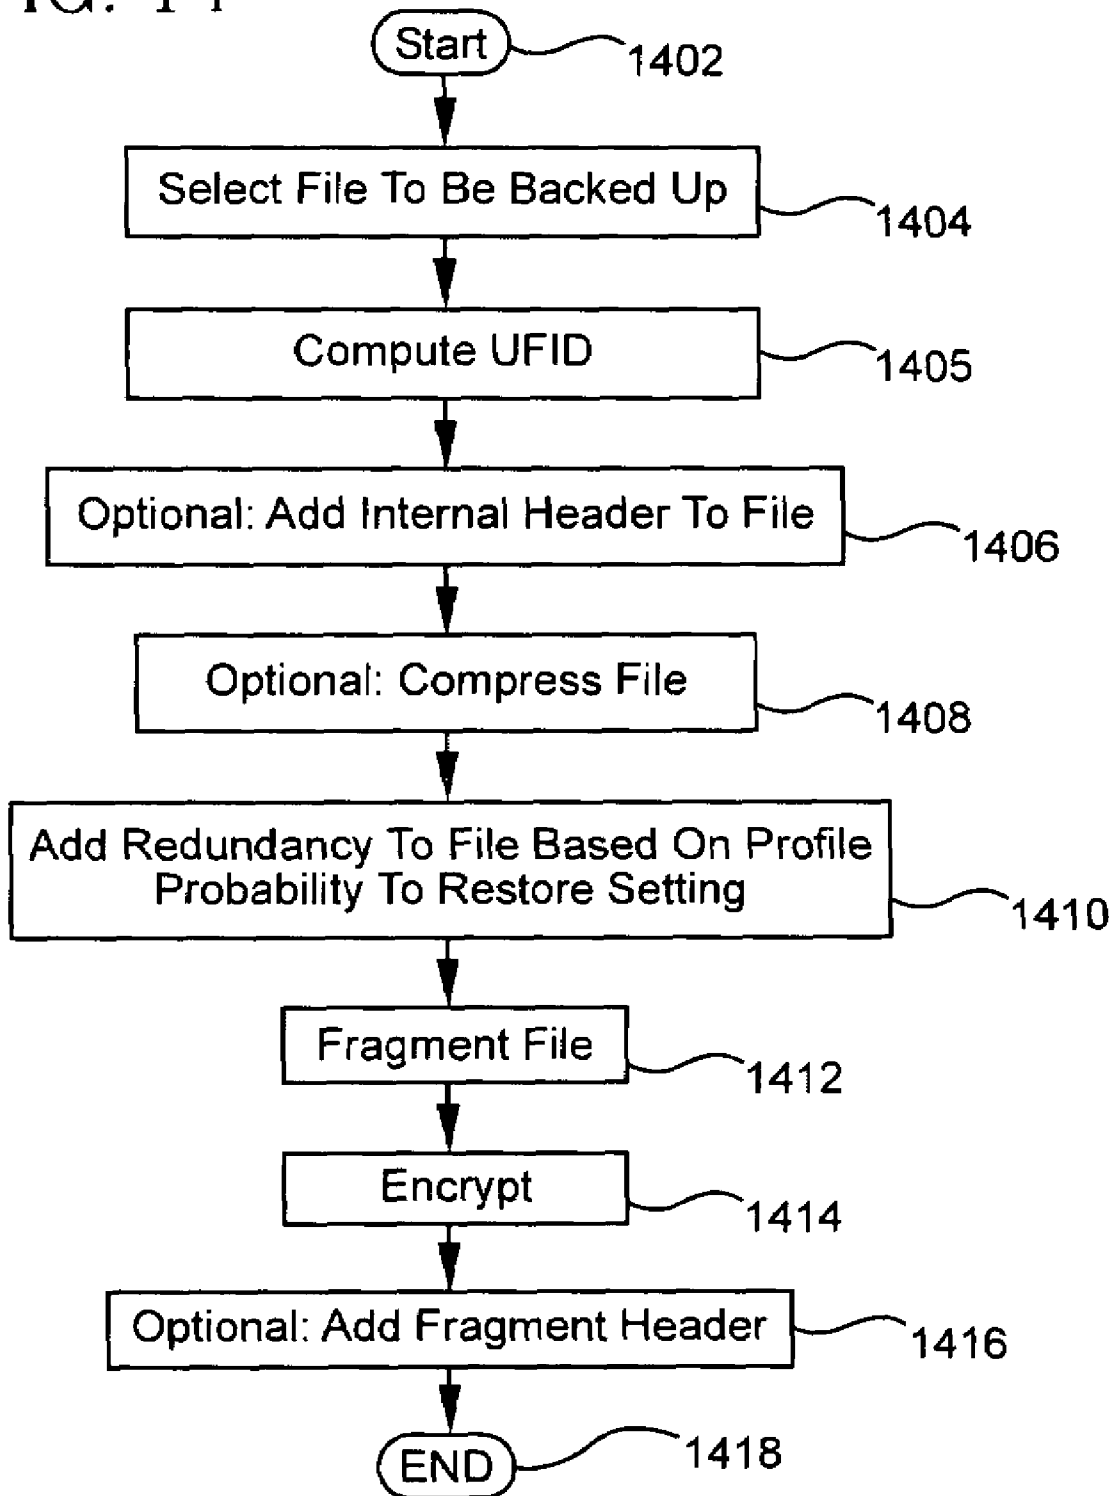 FIG. 14
Start
1402
Select File To Be Backed Up
1404
Compute UFID
1405
Optional: Add Internal Header To File
1406
Optional: Compress File
1408
Add Redundancy To File Based On Profile
Probability To Restore Setting
1410
Fragment File
1412
Encrypt
1414
Optional: Add Fragment Header
1416
END
1418